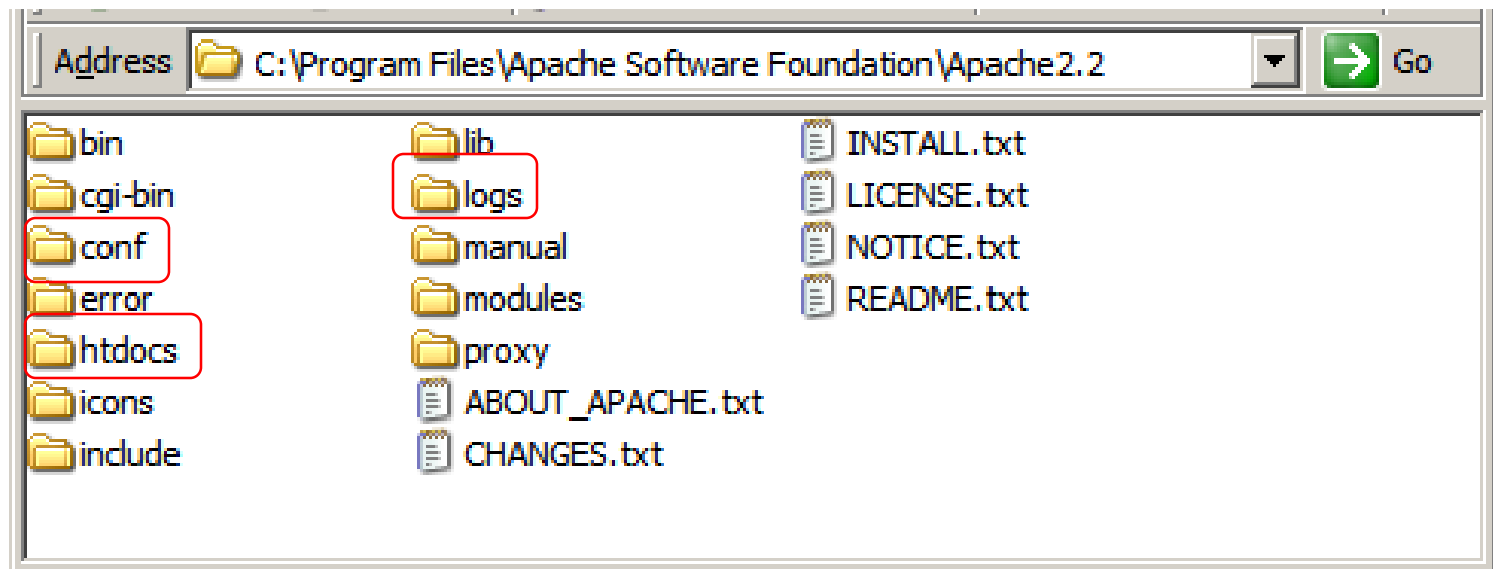 Address C:\Program Files\Apache Software Foundation\Apache2.2 Go
bin
cgi-bin
conf
error
htdocs
icons
include
lib
logs
manual
modules
proxy
ABOUT_APACHE.txt
CHANGES.txt
INSTALL.txt
LICENSE.txt
NOTICE.txt
README.txt